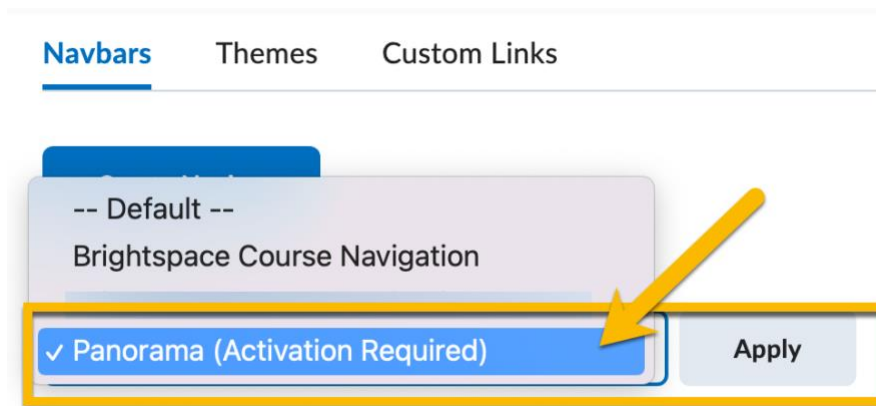 Navbars Themes Custom Links
-- Default --
Brightspace Course Navigation
✓ Panorama (Activation Required) Apply